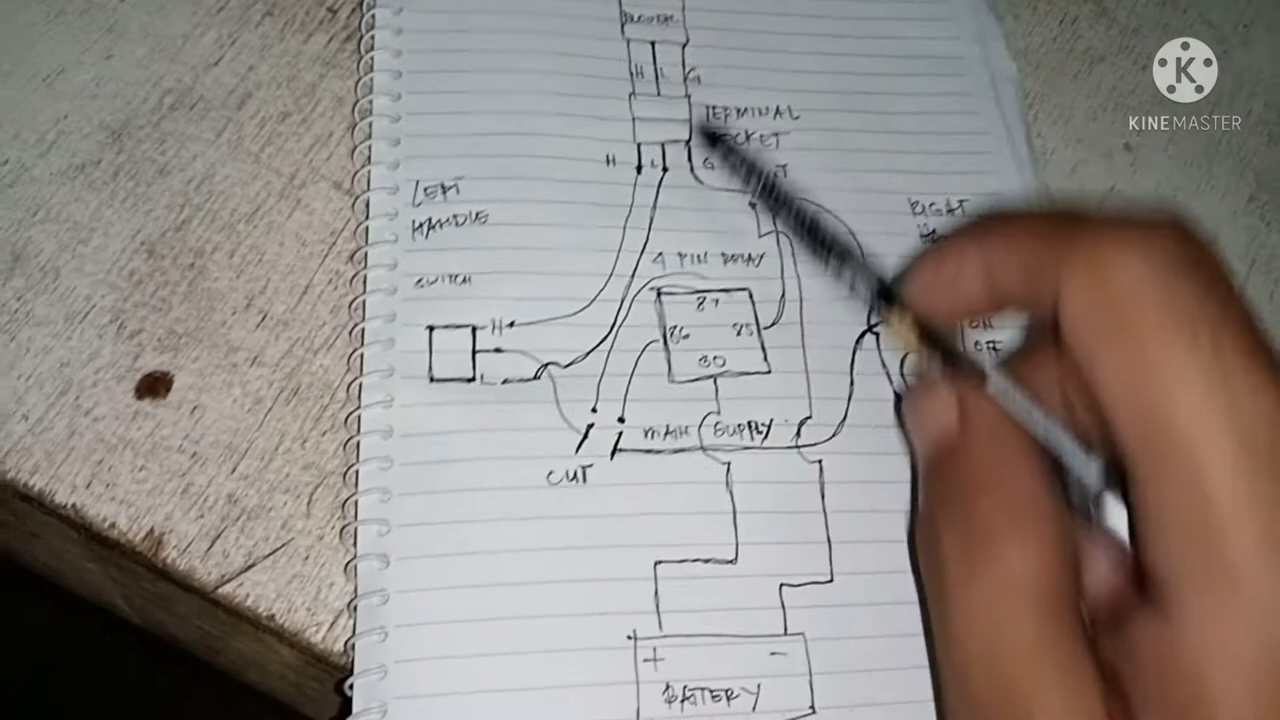 H L
TERMINAL
H L G
LEFT
HANDLE
RIGHT
4 PIN RELAY
SWITCH
87
86 85
30
H
L
ON
OFF
MAIN SUPPLY
CUT
+ -
BATTERY
K
KINEMASTER